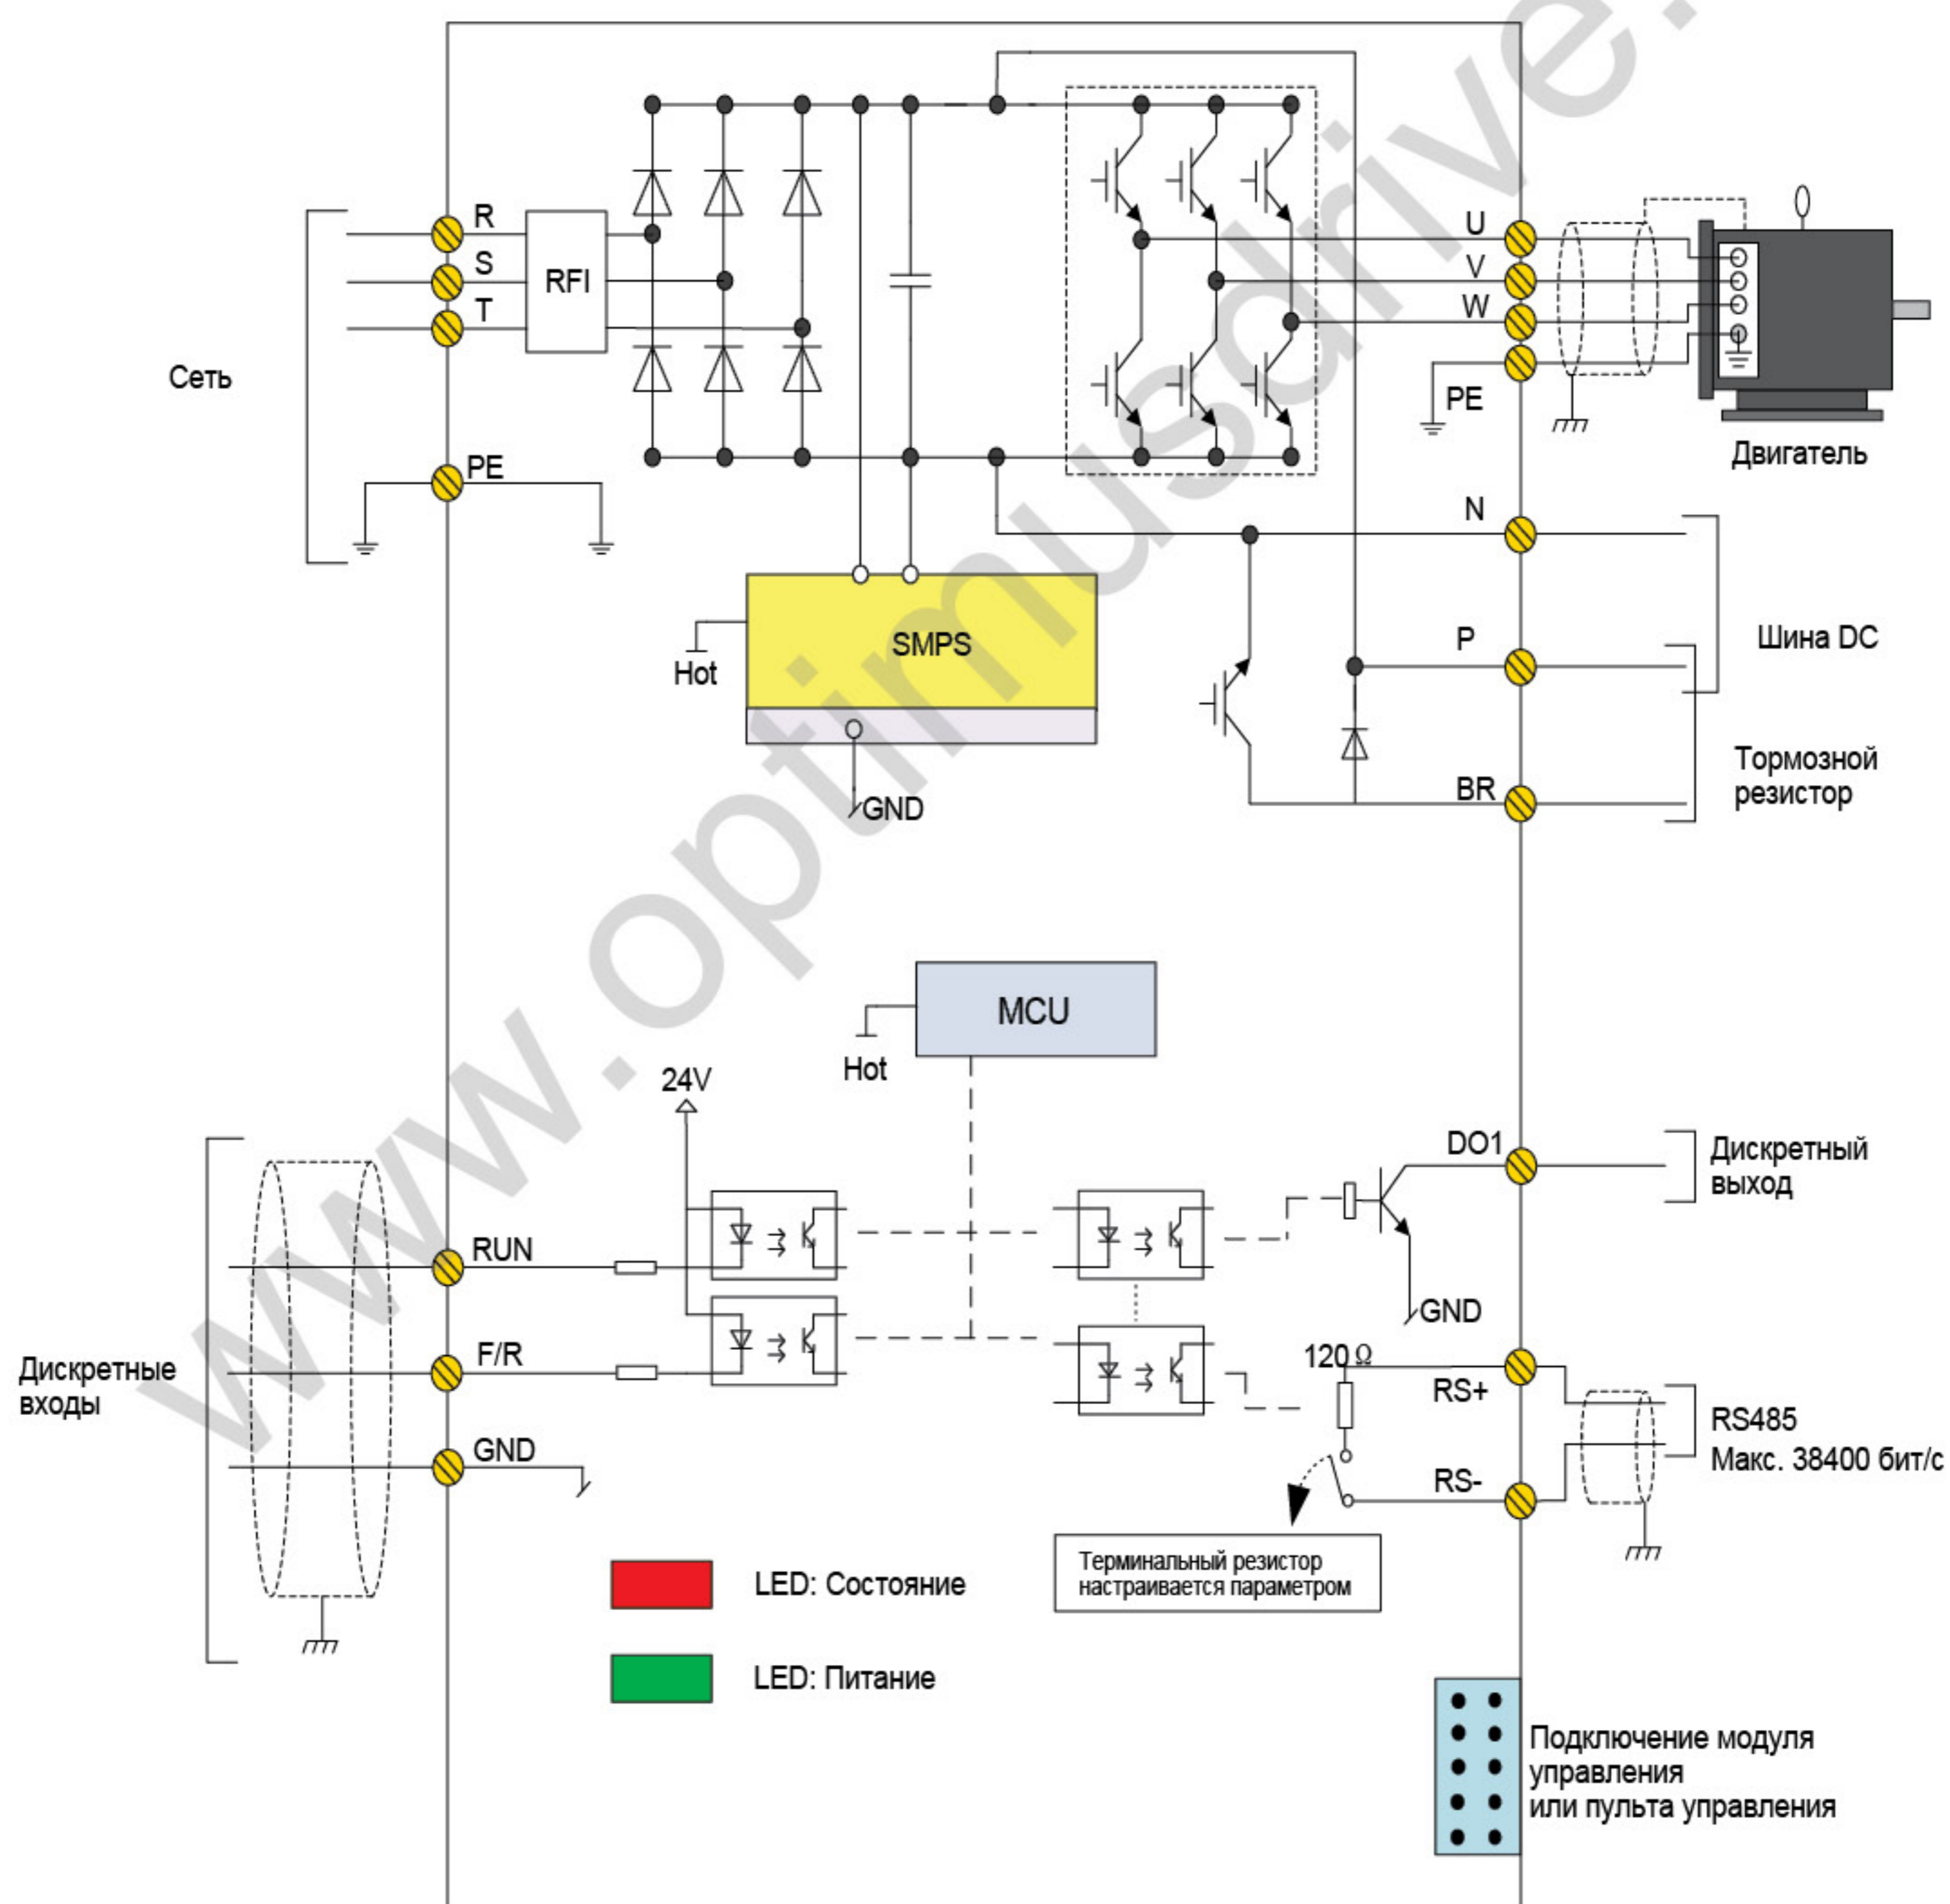 www.optimusdrive.
R
S
T
RFI
Сеть
PE
U
V
W
PE
Двигатель
N
P
Шина DC
SMPS
Hot
GND
BR
Тормозной
резистор
MCU
Hot
24V
DO1
Дискретный
выход
GND
RUN
F/R
GND
Дискретные
входы
120 Ω
RS+
RS-
RS485
Макс. 38400 бит/с
Терминальный резистор
настраивается параметром
LED: Состояние
LED: Питание
Подключение модуля
управления
или пульта управления